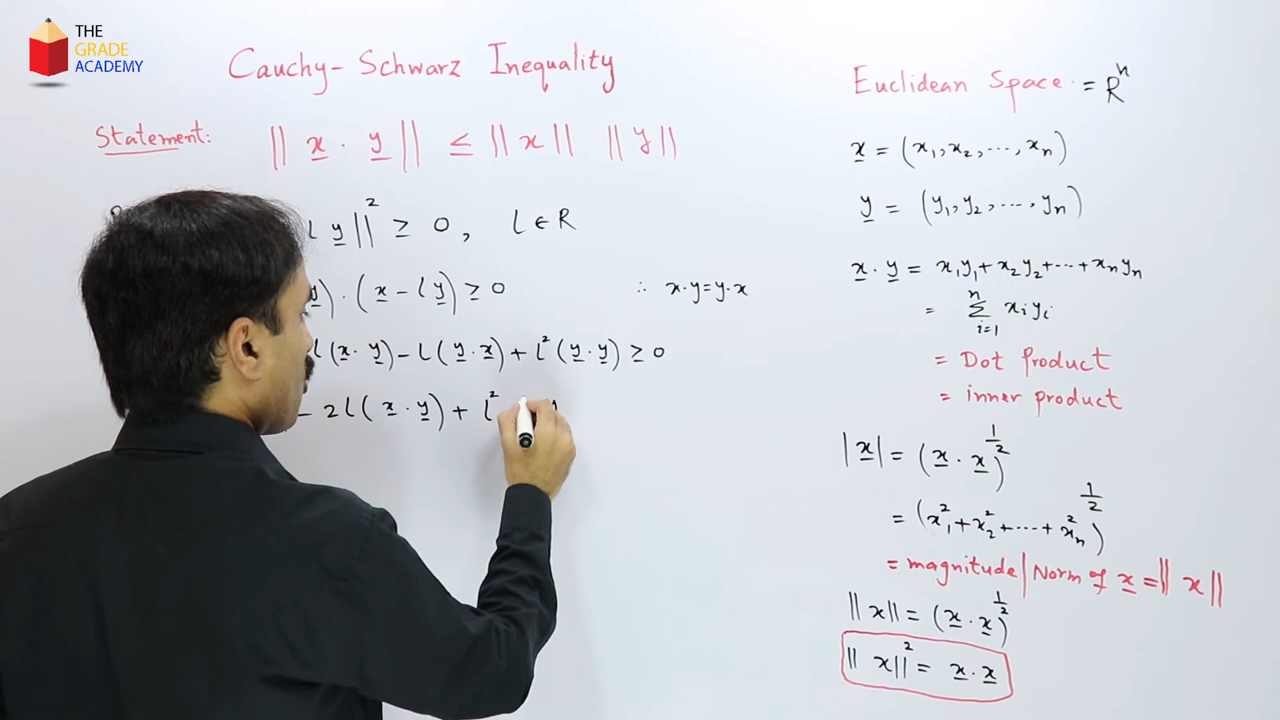 THE
GRADE
ACADEMY
Cauchy-Schwarz Inequality
Statement: || x̲ · y̲ || ≤ || x || || y ||
l y̲ ||² ≥ 0, l ∈ R
y̲) · (x̲ - l y̲) ≥ 0 ∴ x·y = y·x
l(x̲ · y̲) - l(y̲ · x̲) + l²(y̲ · y̲) ≥ 0
- 2l(x̲ · y̲) + l²
Euclidean Space = Rⁿ
x̲ = (x₁, x₂, ..., xₙ)
y̲ = (y₁, y₂, ..., yₙ)
x̲ · y̲ = x₁y₁ + x₂y₂ + ... + xₙyₙ
= Σ i=1 n xᵢyᵢ
= Dot Product
= inner product
|x̲| = (x̲ · x̲)^1/2
= (x₁² + x₂² + ---- + xₙ²)^1/2
= magnitude | Norm of x̲ = || x ||
|| x || = (x̲ · x̲)^1/2
|| x ||² = x̲ · x̲